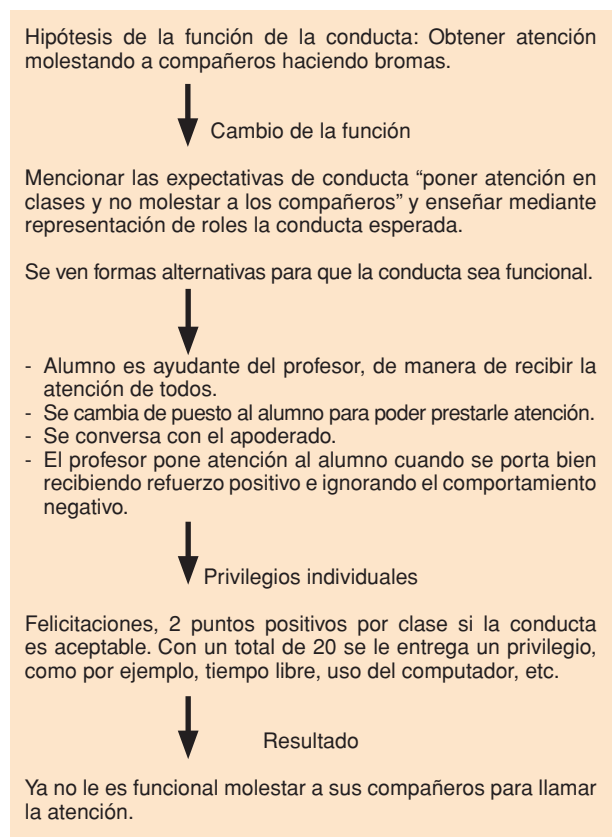 Hipótesis de la función de la conducta: Obtener atención
molestando a compañeros haciendo bromas.
Cambio de la función
Mencionar las expectativas de conducta “poner atención en
clases y no molestar a los compañeros” y enseñar mediante
representación de roles la conducta esperada.
Se ven formas alternativas para que la conducta sea funcional.
- Alumno es ayudante del profesor, de manera de recibir la
atención de todos.
- Se cambia de puesto al alumno para poder prestarle atención.
- Se conversa con el apoderado.
- El profesor pone atención al alumno cuando se porta bien
recibiendo refuerzo positivo e ignorando el comportamiento
negativo.
Privilegios individuales
Felicitaciones, 2 puntos positivos por clase si la conducta
es aceptable. Con un total de 20 se le entrega un privilegio,
como por ejemplo, tiempo libre, uso del computador, etc.
Resultado
Ya no le es funcional molestar a sus compañeros para llamar
la atención.